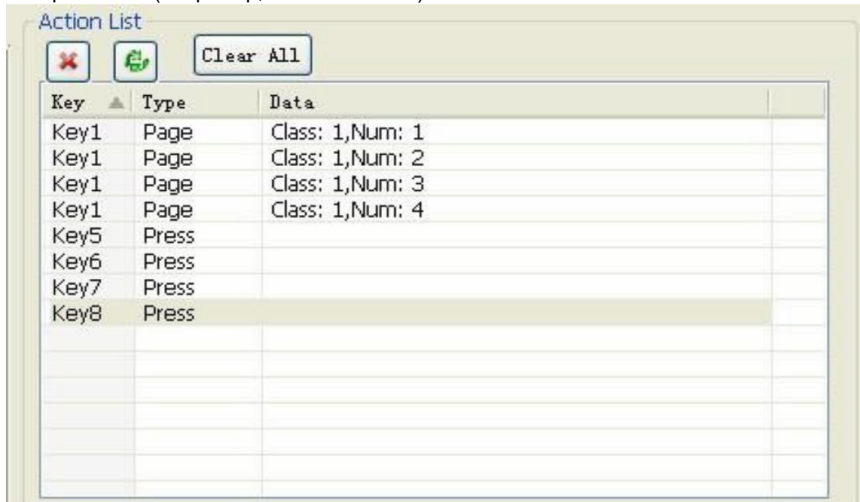 Action List
Clear All
Key Type Data
Key1 Page Class: 1,Num: 1
Key1 Page Class: 1,Num: 2
Key1 Page Class: 1,Num: 3
Key1 Page Class: 1,Num: 4
Key5 Press
Key6 Press
Key7 Press
Key8 Press